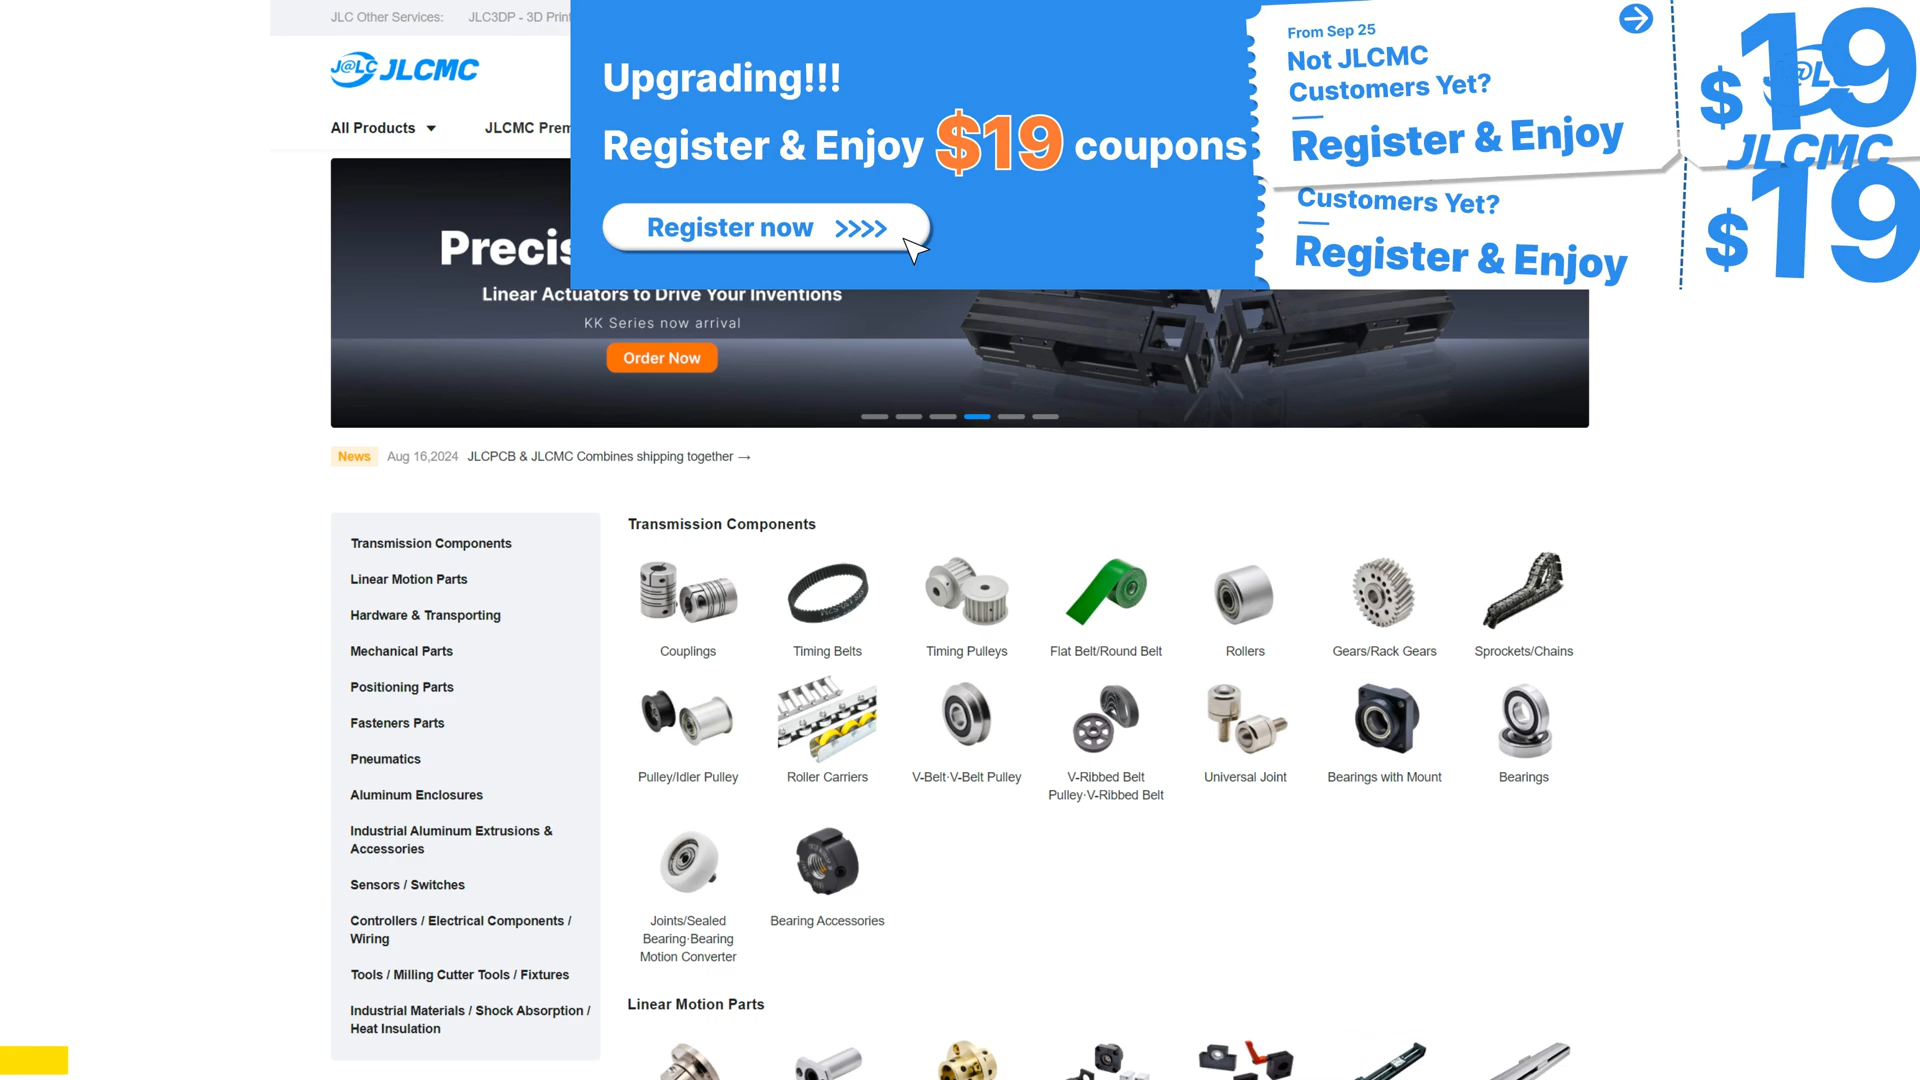 JLC Other Services:
JLC3DP - 3D Print
J@LC JLCMC
All Products
JLCMC Prem
Upgrading!!!
Register & Enjoy $19 coupons
Register now >>>>
From Sep 25
Not JLCMC
Customers Yet?
Register & Enjoy
$19
JLCMC
Customers Yet?
Register & Enjoy
$19
Precis
Linear Actuators to Drive Your Inventions
KK Series now arrival
Order Now
News Aug 16,2024 JLCPCB & JLCMC Combines shipping together →
Transmission Components
Linear Motion Parts
Hardware & Transporting
Mechanical Parts
Positioning Parts
Fasteners Parts
Pneumatics
Aluminum Enclosures
Industrial Aluminum Extrusions &
Accessories
Sensors / Switches
Controllers / Electrical Components /
Wiring
Tools / Milling Cutter Tools / Fixtures
Industrial Materials / Shock Absorption /
Heat Insulation
Transmission Components
Couplings
Timing Belts
Timing Pulleys
Flat Belt/Round Belt
Rollers
Gears/Rack Gears
Sprockets/Chains
Pulley/Idler Pulley
Roller Carriers
V-Belt·V-Belt Pulley
V-Ribbed Belt
Pulley·V-Ribbed Belt
Universal Joint
Bearings with Mount
Bearings
Joints/Sealed
Bearing·Bearing
Motion Converter
Bearing Accessories
Linear Motion Parts